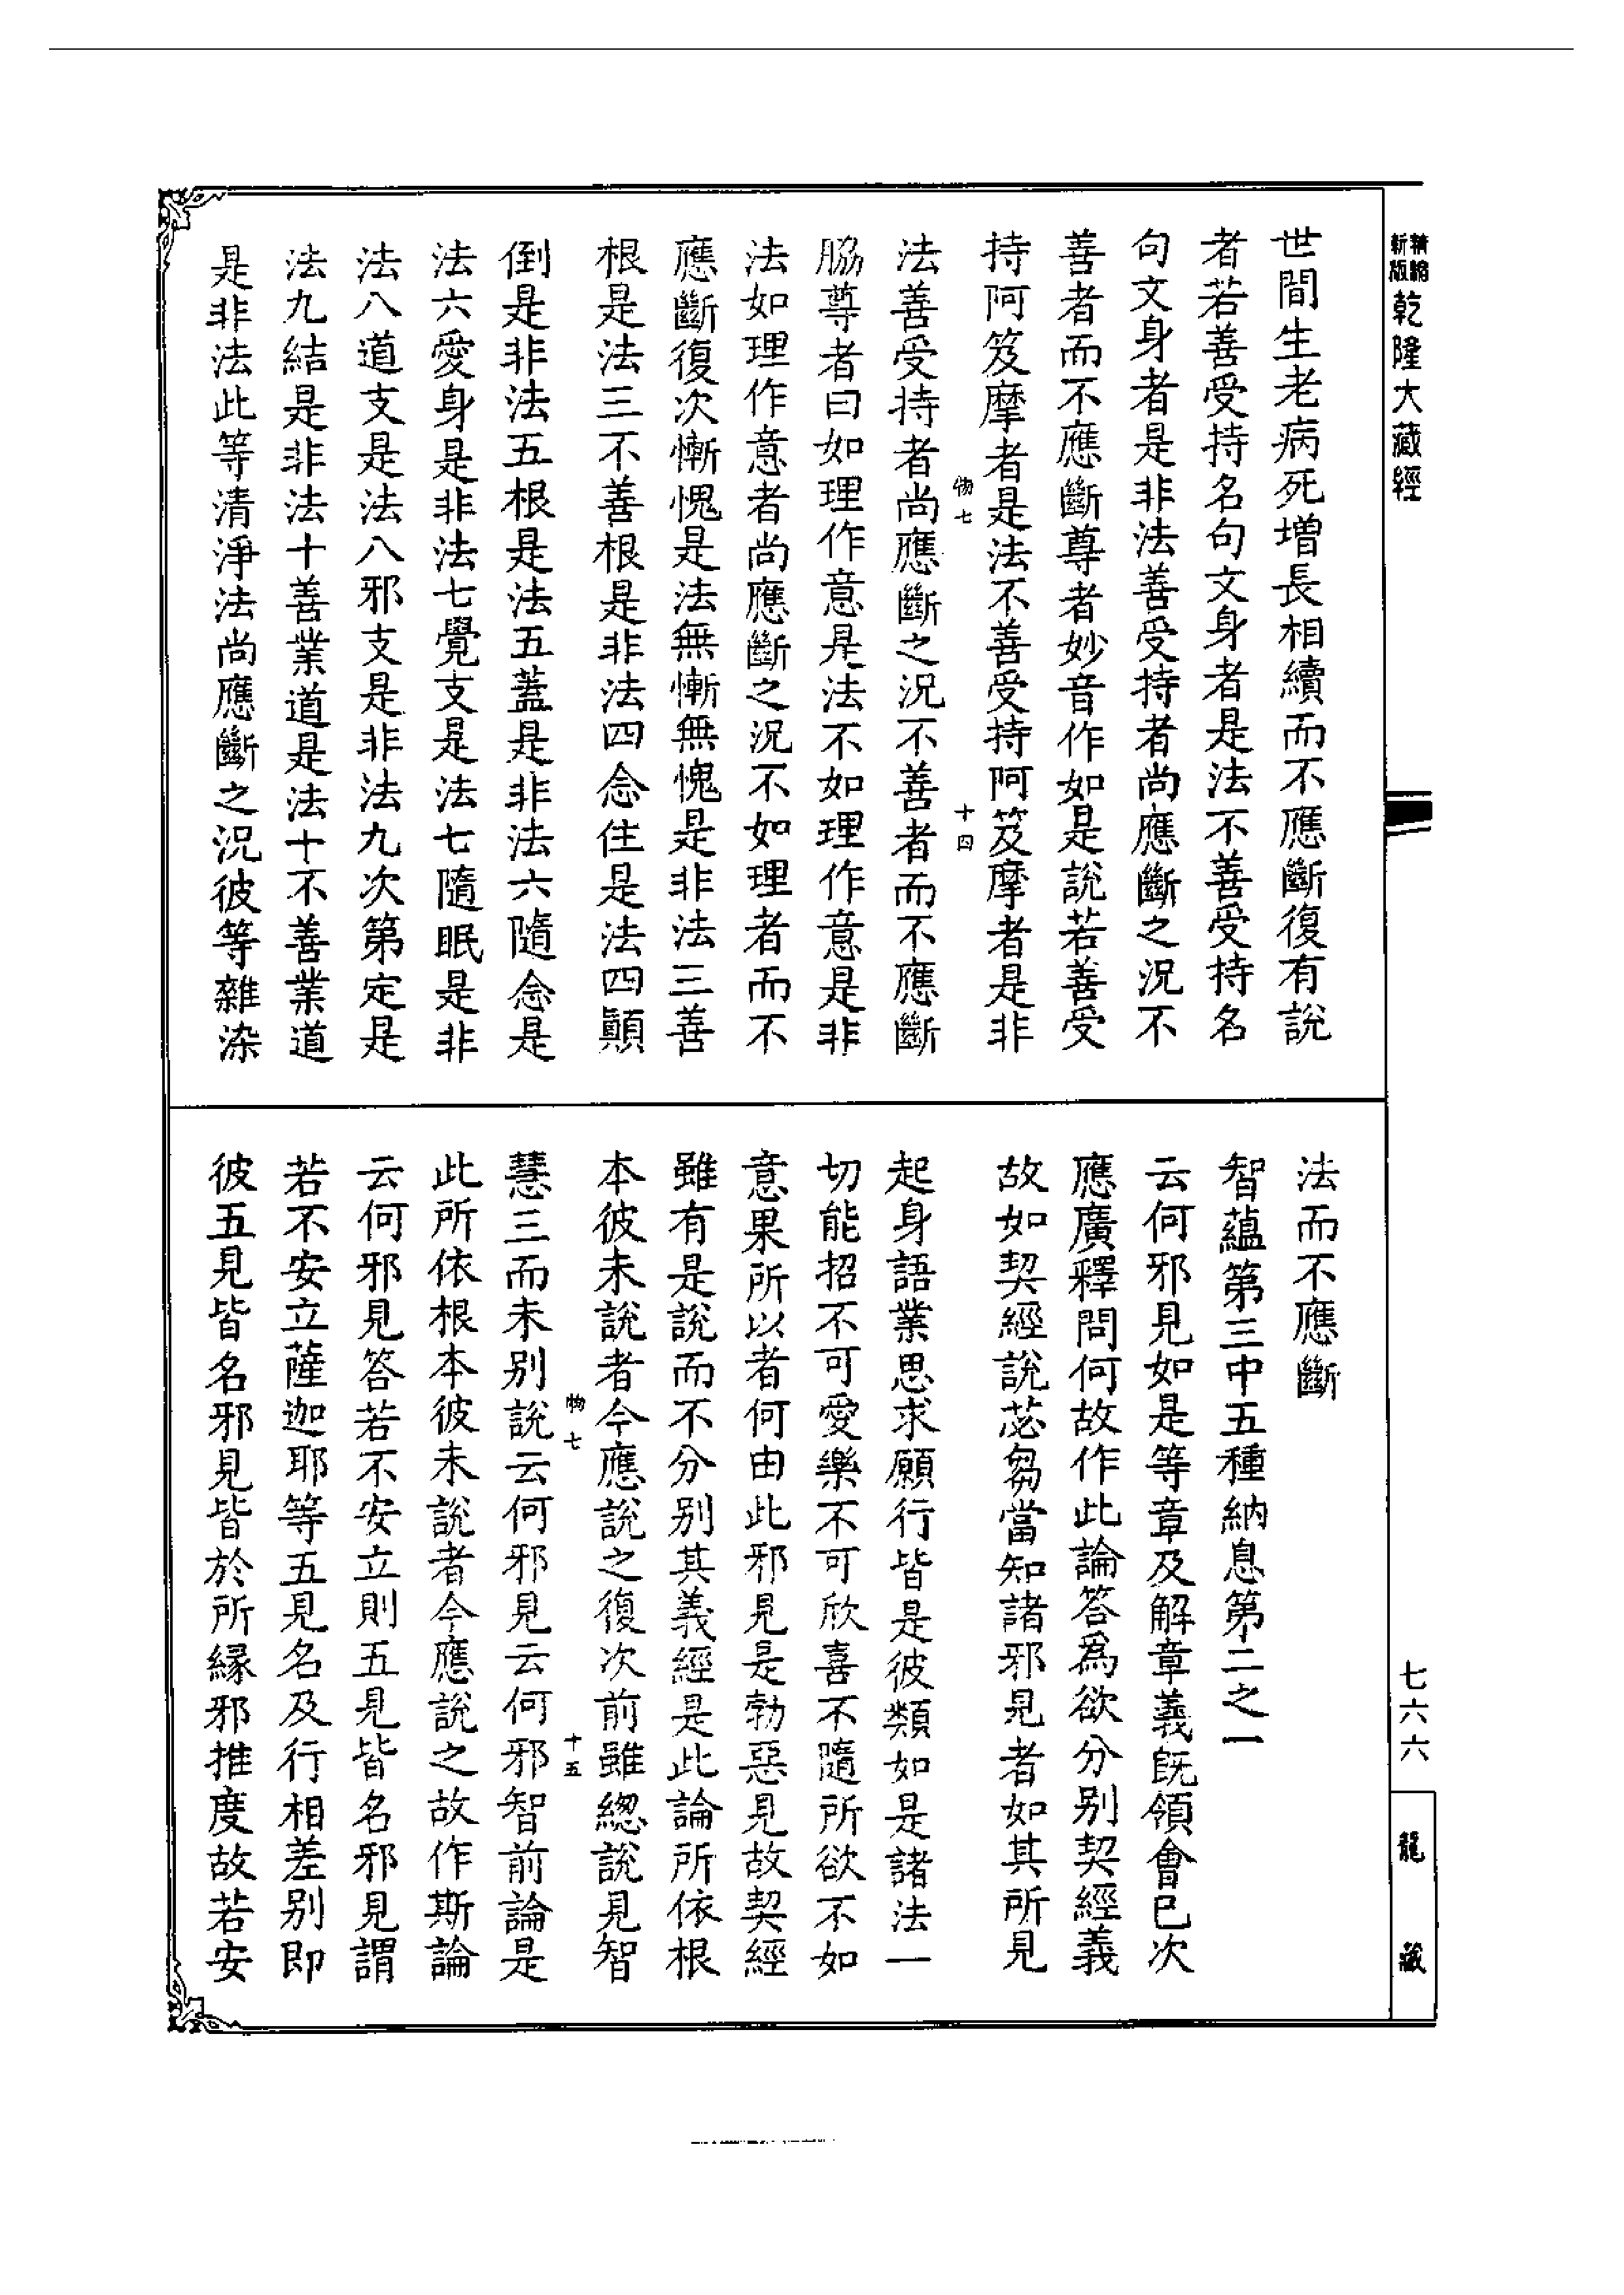 精縮
新版
乾隆大藏經
七六六
龍藏
世間生老病死增長相續而不應斷復有說
者若善受持名句文身者是法不善受持名
句文身者是非法善受持者尚應斷之況不
善者而不應斷尊者妙音作如是說若善受
持阿笈摩者是法不善受持阿笈摩者是非
物七
十四
法善受持者尚應斷之況不善者而不應斷
脇尊者曰如理作意是法不如理作意是非
法如理作意者尚應斷之況不如理者而不
應斷復次慚愧是法無慚無愧是非法三善
根是法三不善根是非法四念住是法四顛
倒是非法五根是法五蓋是非法六隨念是
法六愛身是非法七覺支是法七隨眠是非
法八道支是法八邪支是非法九次第定是
法九結是非法十善業道是法十不善業道
是非法此等清淨法尚應斷之況彼等雜染
法而不應斷
智蘊第三中五種納息第二之一
云何邪見如是等章及解章義既領會已次
應廣釋問何故作此論答爲欲分别契經義
故如契經說苾芻當知諸邪見者如其所見
起身語業思求願行皆是彼類如是諸法一
切能招不可愛樂不可欣喜不隨所欲不如
意果所以者何由此邪見是勃惡見故契經
雖有是說而不分别其義經是此論所依根
本彼未說者今應說之復次前雖總說見智
物七
十五
慧三而未别說云何邪見云何邪智前論是
此所依根本彼未說者今應說之故作斯論
云何邪見答若不安立則五見皆名邪見謂
若不安立薩迦耶等五見名及行相差别即
彼五見皆名邪見皆於所緣邪推度故若安